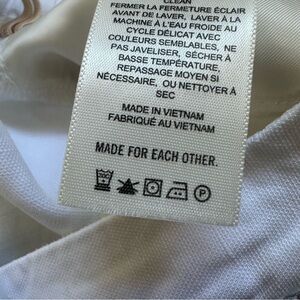 CLEAN
FERMER LA FERMETURE ÉCLAIR
AVANT DE LAVER, LAVER À LA
MACHINE À L'EAU FROIDE AU
CYCLE DÉLICAT AVEC
COULEURS SEMBLABLES, NE
PAS JAVELISER, SÉCHER À
BASSE TEMPÉRATURE,
REPASSAGE MOYEN SI
NÉCESSAIRE, OU NETTOYER À
SEC
MADE IN VIETNAM
FABRIQUÉ AU VIETNAM
MADE FOR EACH OTHER.
P